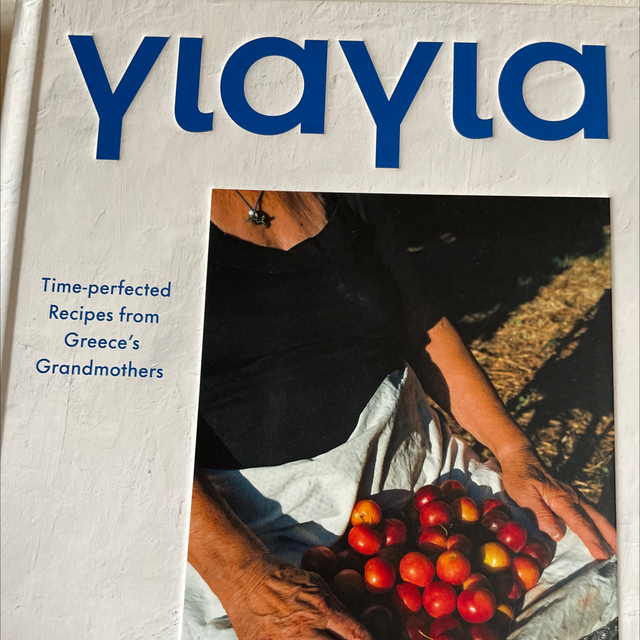 yiayia
Time-perfected
Recipes from
Greece's
Grandmothers